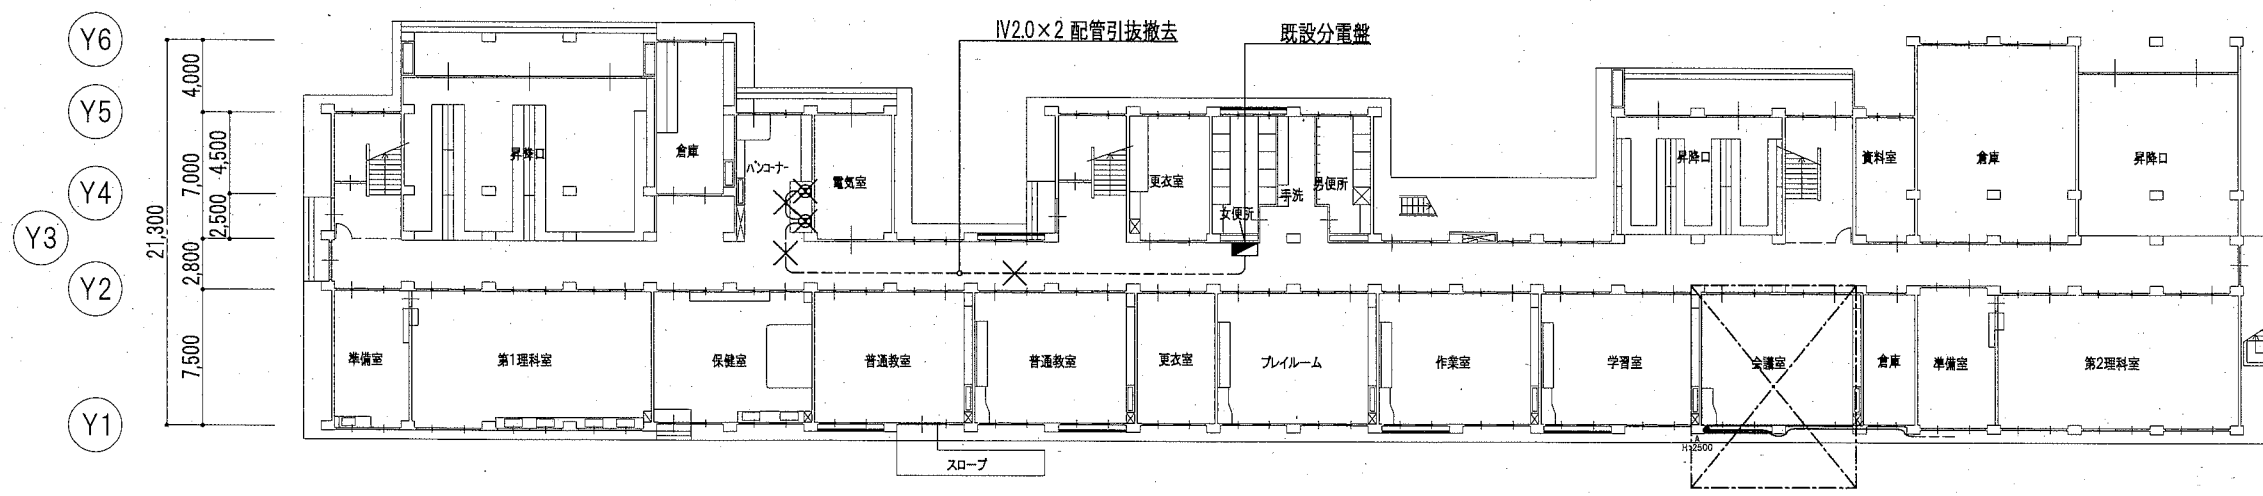 Y6
Y5
Y4
Y3
Y2
Y1
21,300
4,000
7,000
4,500
2,500
2,800
7,500
IV2.0×2 配管引抜撤去
既設分電盤
昇降口
倉庫
パンコーナー
電気室
更衣室
女便所
手洗
男便所
昇降口
資料室
倉庫
昇降口
準備室
第1理科室
保健室
普通教室
普通教室
更衣室
プレイルーム
作業室
学習室
会議室
倉庫
準備室
第2理科室
スロープ
A
H=2500